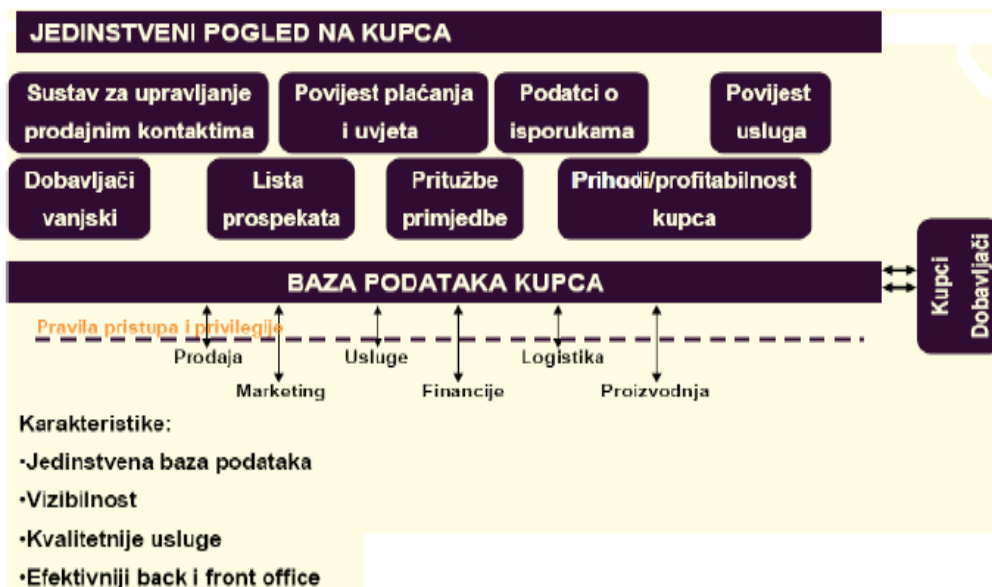 JEDINSTVENI POGLED NA KUPCA
Sustav za upravljanje
prodajnim kontaktima
Povijest plaćanja
i uvjeta
Podatci o
isporukama
Povijest
usluga
Dobavljači
vanjski
Lista
prospekata
Pritužbe
primjedbe
Prihodi/profitabilnost
kupca
Kupci
Dobavljači
BAZA PODATAKA KUPCA
Pravila pristupa i privilegije
Prodaja
Usluge
Logistika
Marketing
Financije
Proizvodnja
Karakteristike:
•Jedinstvena baza podataka
•Vizibilnost
•Kvalitetnije usluge
•Efektivniji back i front office